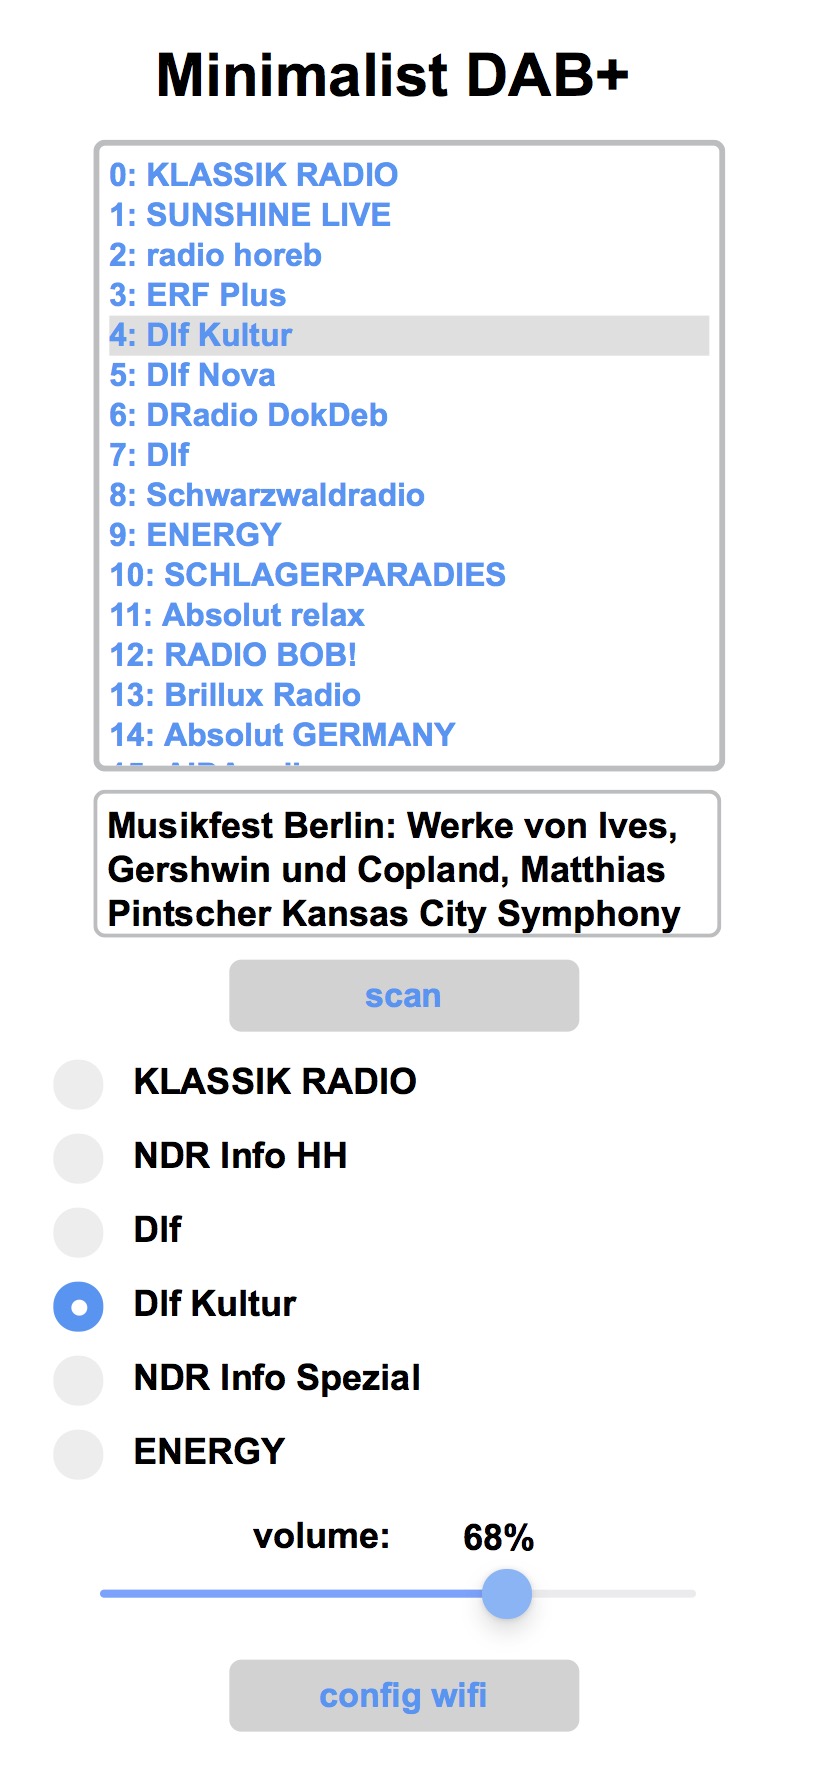 Minimalist DAB+
0: KLASSIK RADIO
1: SUNSHINE LIVE
2: radio horeb
3: ERF Plus
4: Dlf Kultur
5: Dlf Nova
6: DRadio DokDeb
7: Dlf
8: Schwarzwaldradio
9: ENERGY
10: SCHLAGERPARADIES
11: Absolut relax
12: RADIO BOB!
13: Brillux Radio
14: Absolut GERMANY
Musikfest Berlin: Werke von Ives,
Gershwin und Copland, Matthias
Pintscher Kansas City Symphony
scan
KLASSIK RADIO
NDR Info HH
Dlf
Dlf Kultur
NDR Info Spezial
ENERGY
volume: 68%
config wifi